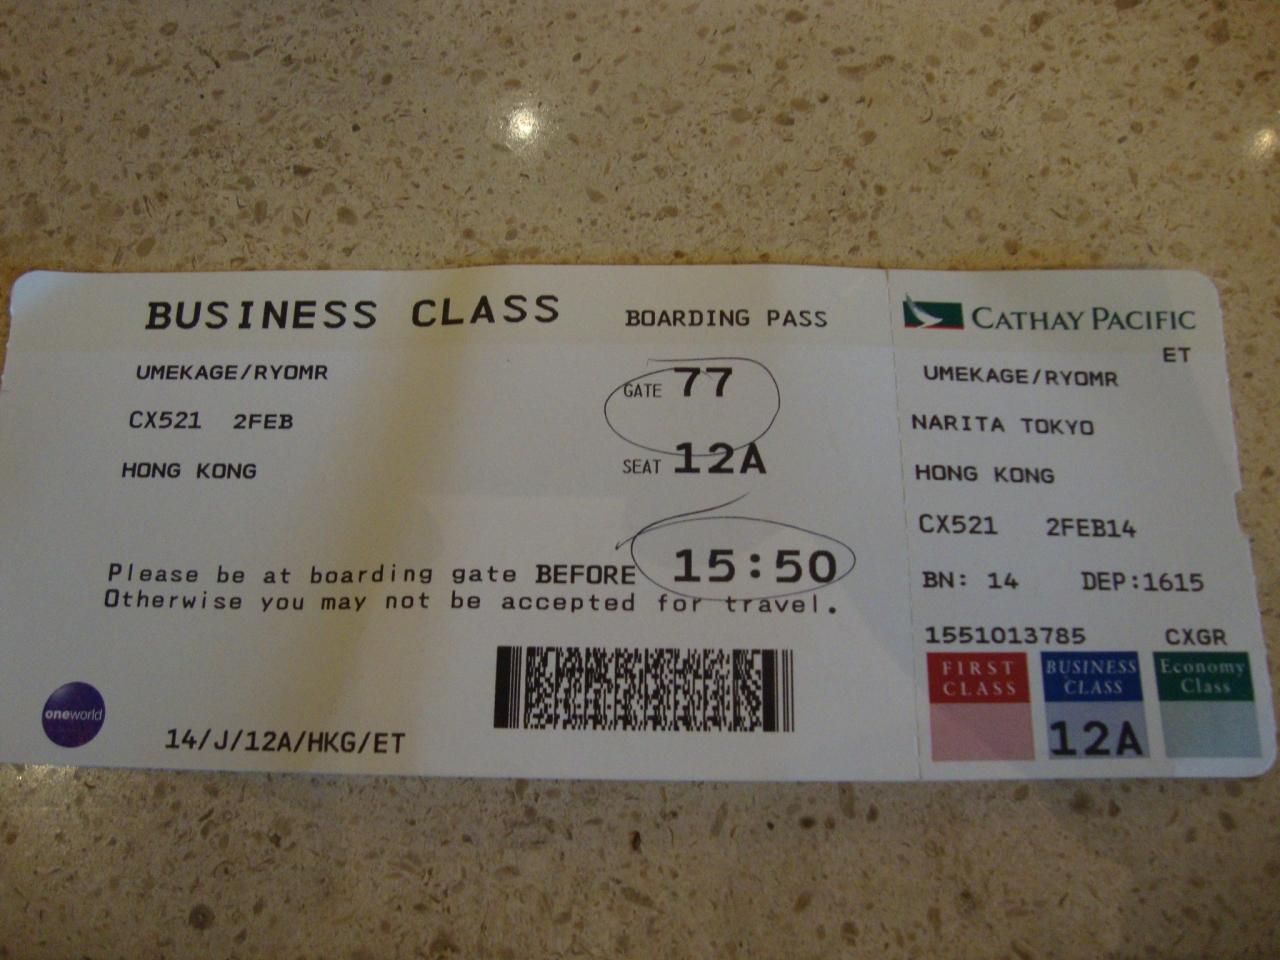 BUSINESS CLASS
BOARDING PASS
UMEKAGE/RYOMR
GATE 77
CX521 2FEB
SEAT 12A
HONG KONG
Please be at boarding gate BEFORE 15:50
Otherwise you may not be accepted for travel.
oneworld
14/J/12A/HKG/ET
CATHAY PACIFIC
ET
UMEKAGE/RYOMR
NARITA TOKYO
HONG KONG
CX521 2FEB14
BN: 14 DEP:1615
1551013785 CXGR
FIRST CLASS
BUSINESS CLASS
Economy Class
12A